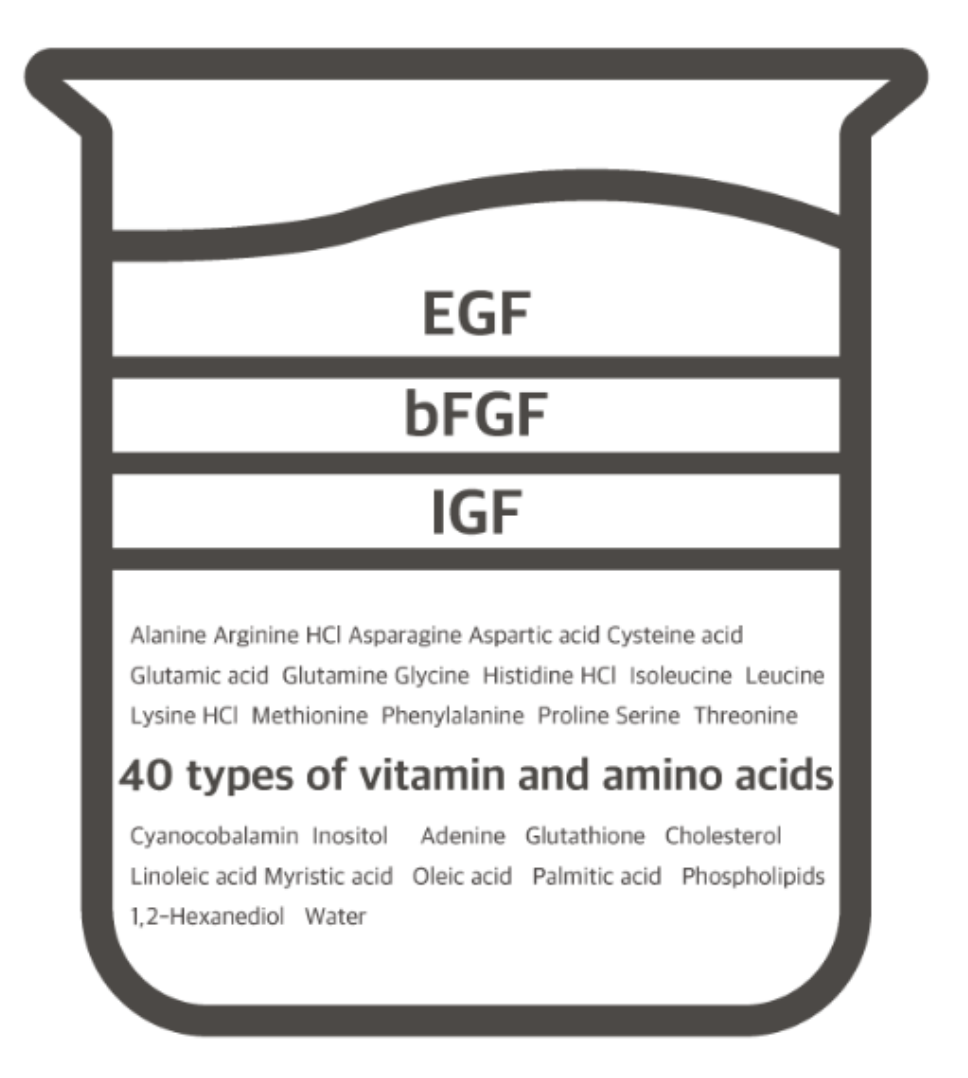 EGF
bFGF
IGF
Alanine Arginine HCl Asparagine Aspartic acid Cysteine acid
Glutamic acid Glutamine Glycine Histidine HCl Isoleucine Leucine
Lysine HCl Methionine Phenylalanine Proline Serine Threonine
40 types of vitamin and amino acids
Cyanocobalamin Inositol Adenine Glutathione Cholesterol
Linoleic acid Myristic acid Oleic acid Palmitic acid Phospholipids
1,2-Hexanediol Water